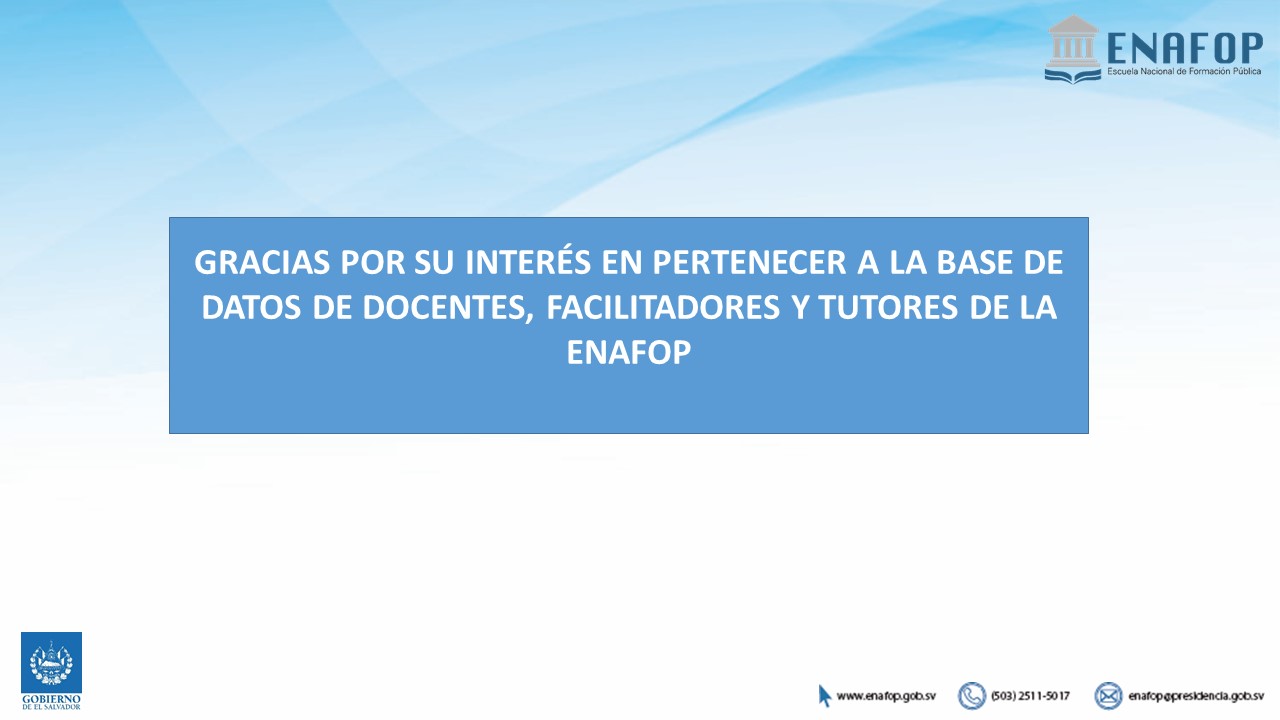 ENAFOP
Escuela Nacional de Formación Pública
GRACIAS POR SU INTERÉS EN PERTENECER A LA BASE DE
DATOS DE DOCENTES, FACILITADORES Y TUTORES DE LA
ENAFOP
GOBIERNO
DE EL SALVADOR
www.enafop.gob.sv (503) 2511-5017 enafop@presidencia.gob.sv